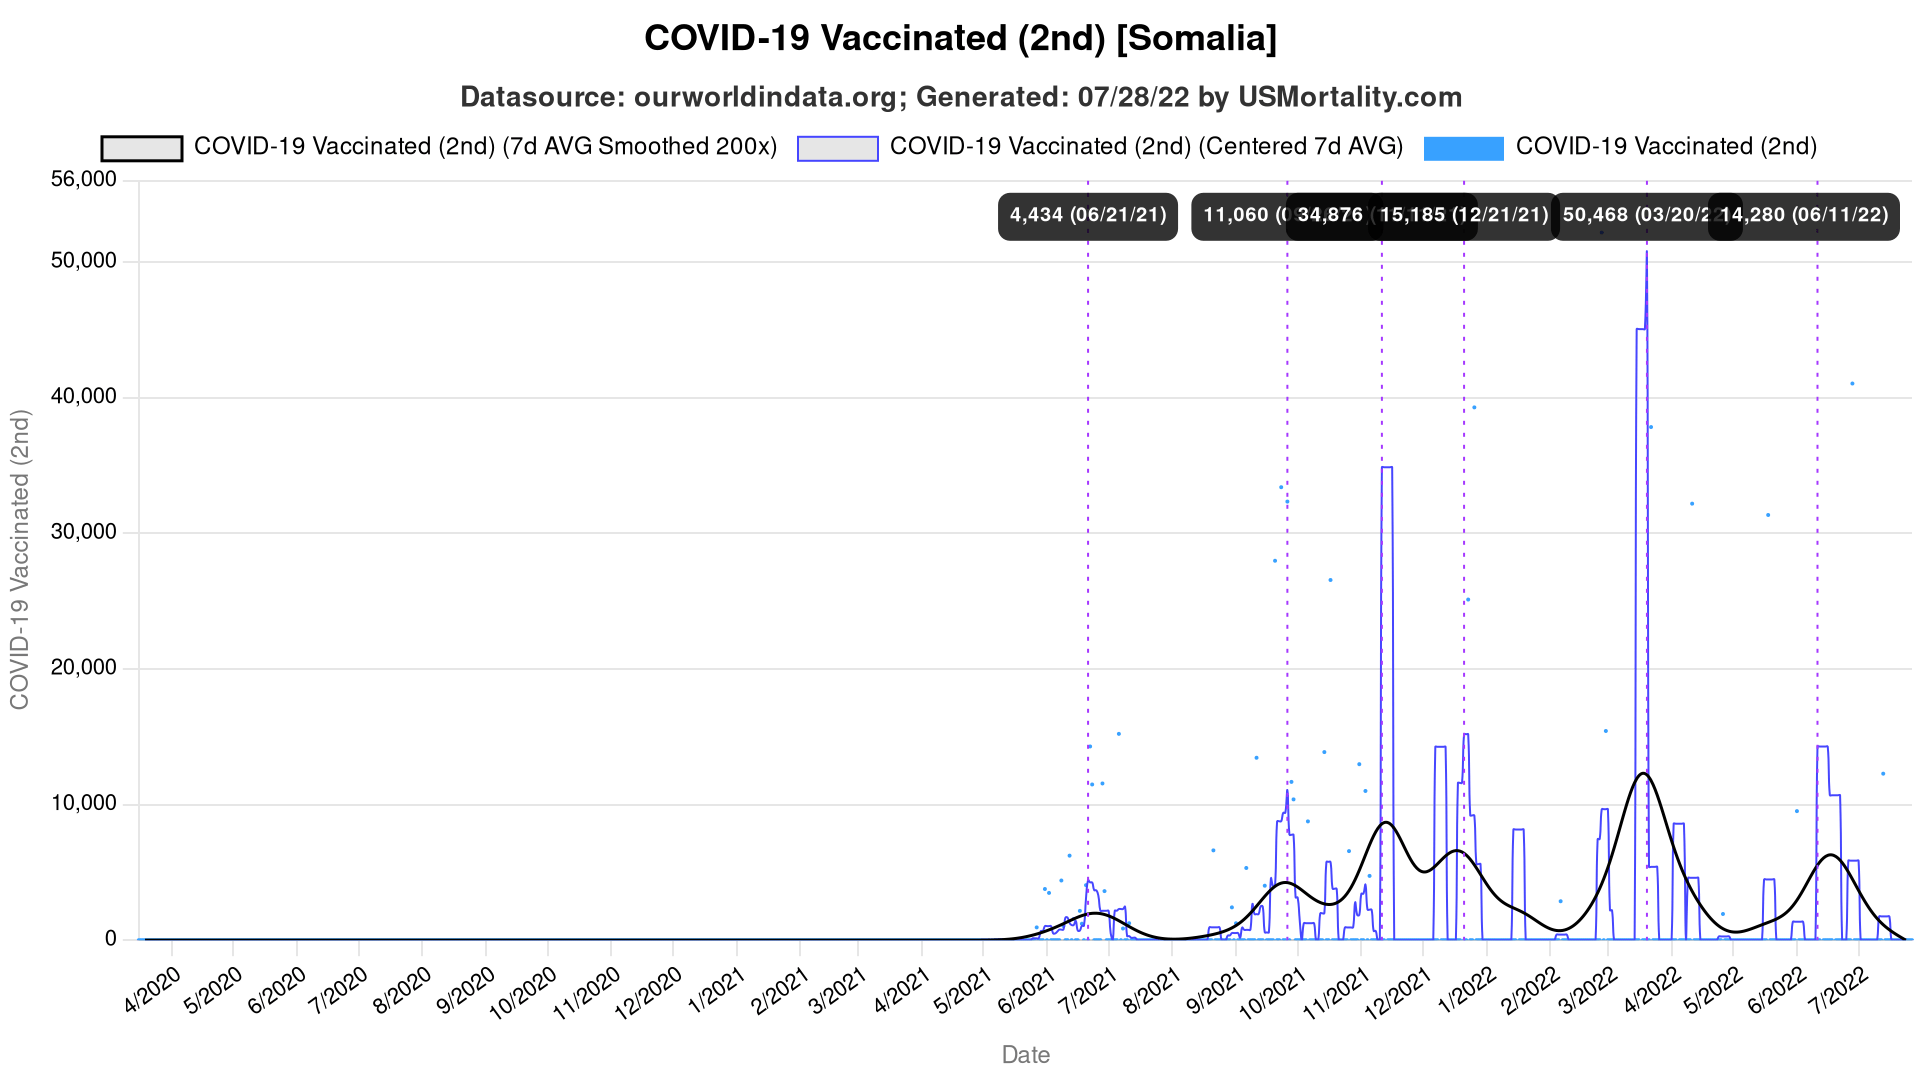 COVID-19 Vaccinated (2nd) [Somalia]
Datasource: ourworldindata.org; Generated: 07/28/22 by USMortality.com
COVID-19 Vaccinated (2nd) (7d AVG Smoothed 200x) COVID-19 Vaccinated (2nd) (Centered 7d AVG) COVID-19 Vaccinated (2nd)
56,000
4,434 (06/21/21) 11,060 34,876 15,185 (12/21/21) 50,468 (03/20/22 14,280 (06/11/22)
50,000
40,000
30,000
20,000
10,000
0
COVID-19 Vaccinated (2nd)
4/2020 5/2020 6/2020 7/2020 8/2020 9/2020 10/2020 11/2020 12/2020 1/2021 2/2021 3/2021 4/2021 5/2021 6/2021 7/2021 8/2021 9/2021 10/2021 11/2021 12/2021 1/2022 2/2022 3/2022 4/2022 5/2022 6/2022 7/2022
Date